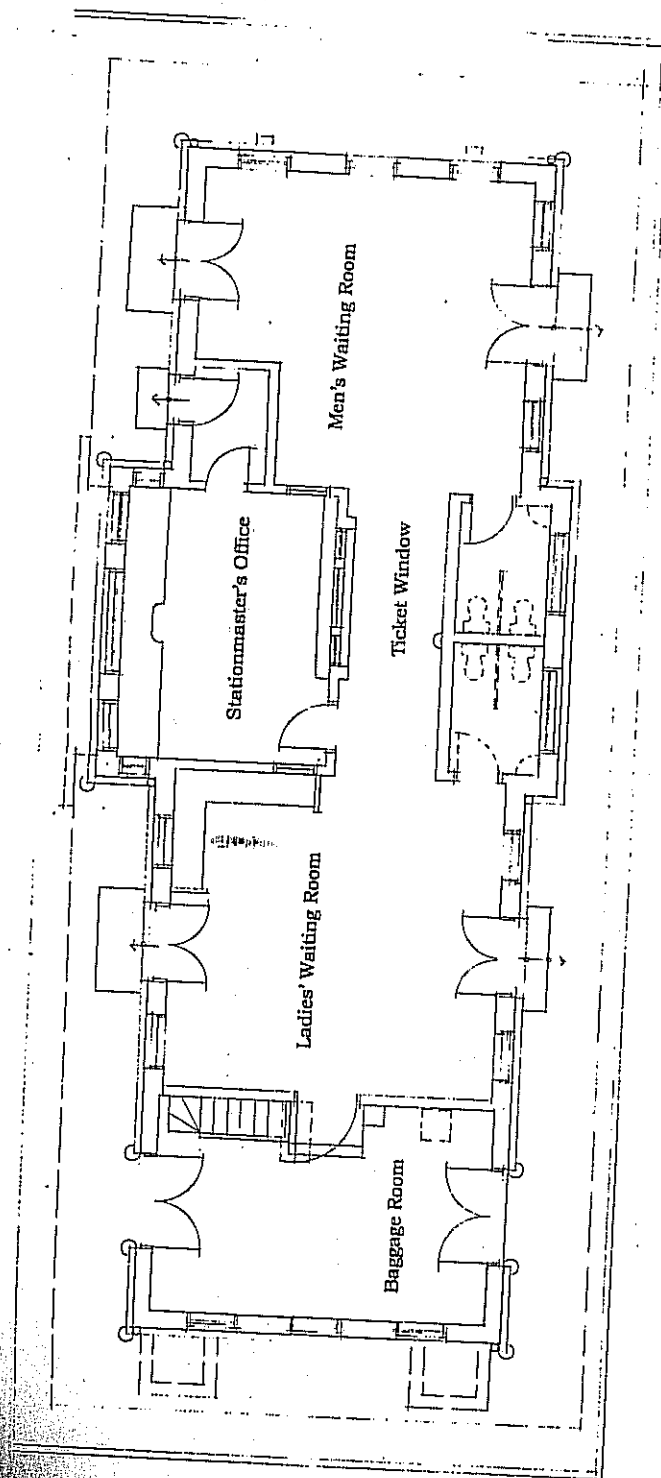 Men's Waiting Room
Stationmaster's Office
Ticket Window
Ladies' Waiting Room
Baggage Room